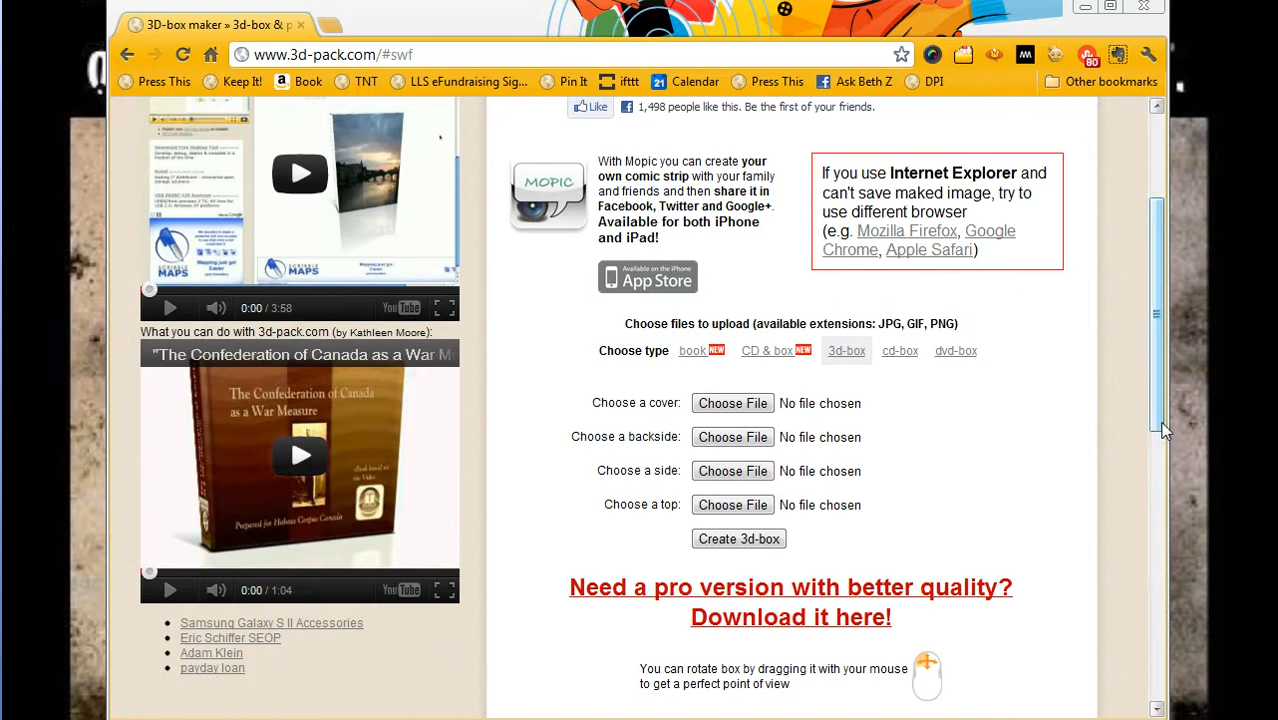 3D-box maker » 3d-box & p
www.3d-pack.com/#swf
80
Press This Keep It! Book TNT LLS eFundraising Sig... Pin It ifttt 21 Calendar Press This Ask Beth Z DPI Other bookmarks
Like 1,498 people like this. Be the first of your friends.
MOPIC
With Mopic you can create your
own comic strip with your family
and friends and then share it in
Facebook, Twitter and Google+.
Available for both iPhone
and iPad!
Available on the iPhone
App Store
If you use Internet Explorer and
can't save maked image, try to
use different browser
(e.g. Mozilla Firefox, Google
Chrome, Apple Safari)
SCRIBBLE
MAPS
SCRIBBLE
MAPS
0:00 / 3:58
YouTube
What you can do with 3d-pack.com (by Kathleen Moore):
"The Confederation of Canada as a War M
The Confederation of Canada
as a War Measure
Prepared for Habeas Corpus Canada
0:00 / 1:04
YouTube
Samsung Galaxy S II Accessories
Eric Schiffer SEOP
Adam Klein
payday loan
Choose files to upload (available extensions: JPG, GIF, PNG)
Choose type book NEW CD & box NEW 3d-box cd-box dvd-box
Choose a cover: Choose File No file chosen
Choose a backside: Choose File No file chosen
Choose a side: Choose File No file chosen
Choose a top: Choose File No file chosen
Create 3d-box
Need a pro version with better quality?
Download it here!
You can rotate box by dragging it with your mouse
to get a perfect point of view